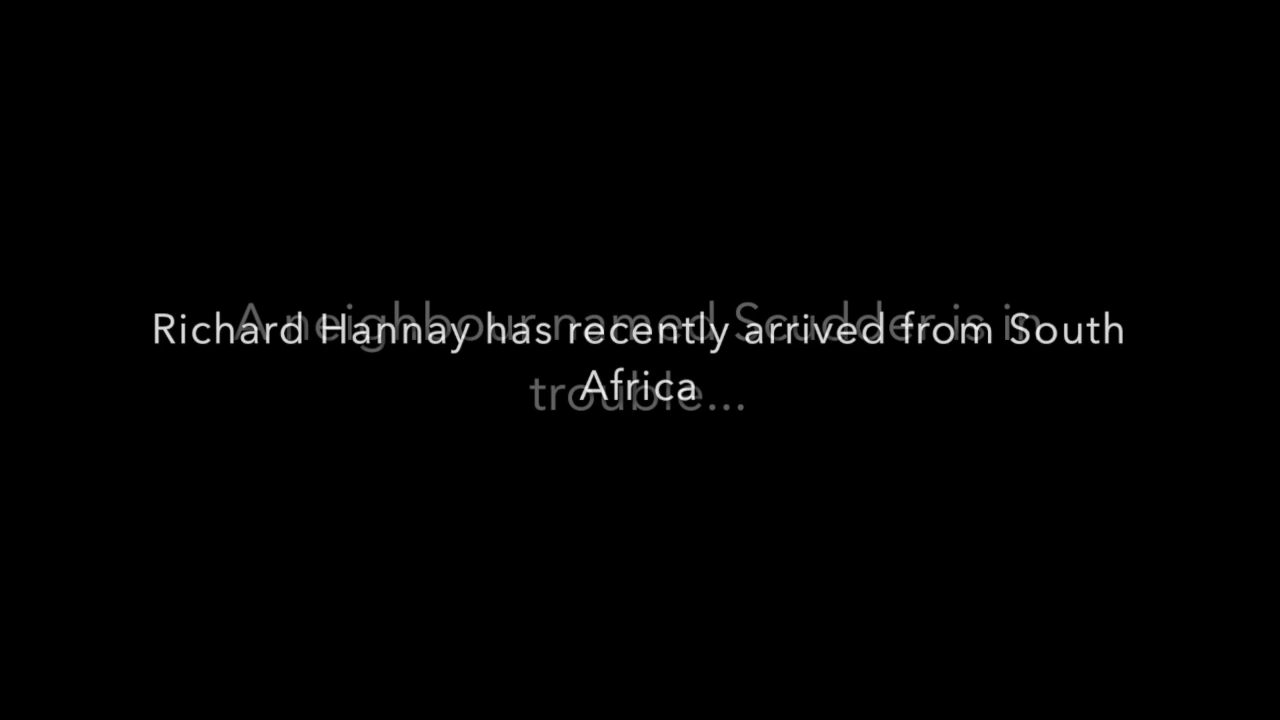 Richard Hannay has recently arrived from South
Africa
A neighbour named Scudder is in
trouble...